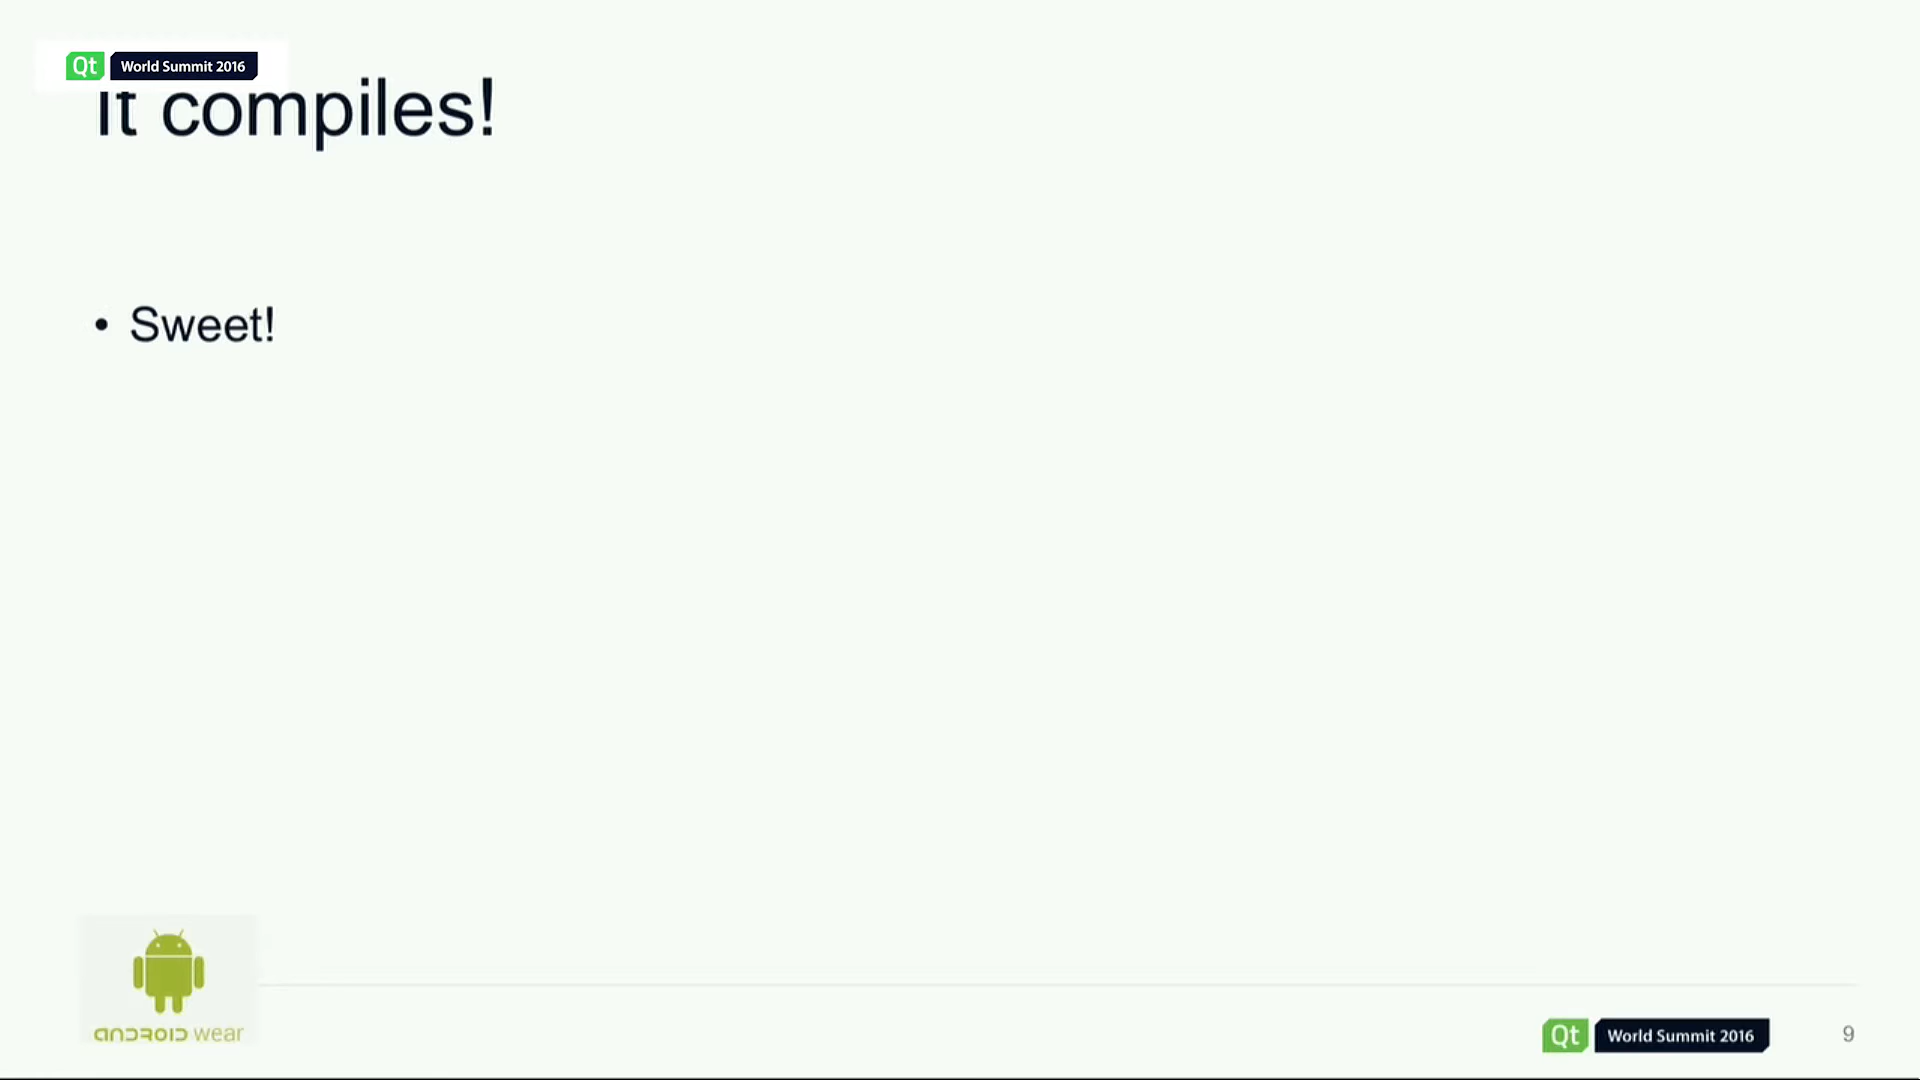 Qt World Summit 2016
It compiles!
• Sweet!
android wear
Qt World Summit 2016
9